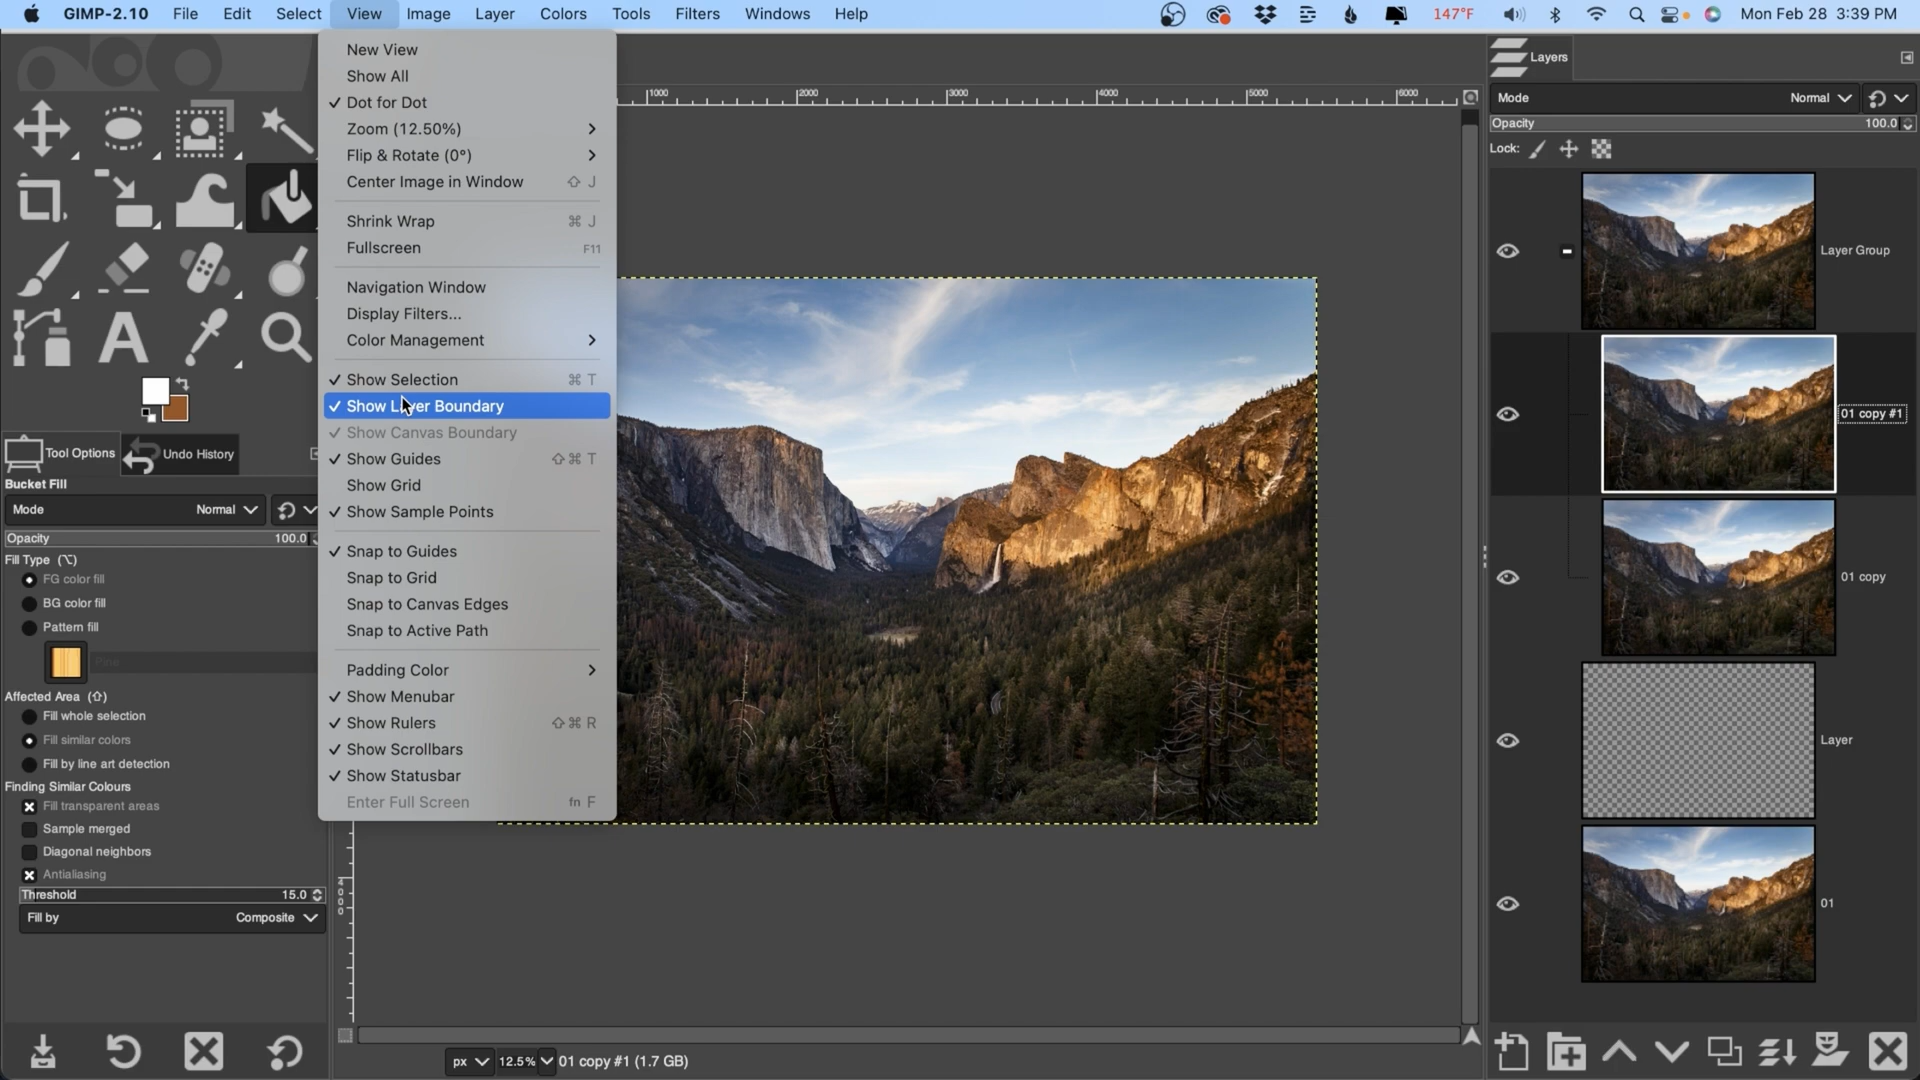 GIMP-2.10 File Edit Select View Image Layer Colors Tools Filters Windows Help 147°F Mon Feb 28 3:39 PM
New View
Show All
✓ Dot for Dot
Zoom (12.50%)
Flip & Rotate (0°)
Center Image in Window ⇧ J
Shrink Wrap ⌘ J
Fullscreen F11
Navigation Window
Display Filters...
Color Management
✓ Show Selection ⌘ T
✓ Show Layer Boundary
✓ Show Canvas Boundary
✓ Show Guides ⇧⌘ T
Show Grid
✓ Show Sample Points
✓ Snap to Guides
Snap to Grid
Snap to Canvas Edges
Snap to Active Path
Padding Color
✓ Show Menubar
✓ Show Rulers ⇧⌘ R
✓ Show Scrollbars
✓ Show Statusbar
Enter Full Screen fn F
Tool Options Undo History
Bucket Fill
Mode Normal
Opacity 100.0
Fill Type (⌥)
FG color fill
BG color fill
Pattern fill
Pine
Affected Area (⇧)
Fill whole selection
Fill similar colors
Fill by line art detection
Finding Similar Colours
Fill transparent areas
Sample merged
Diagonal neighbors
Antialiasing
Threshold 15.0
Fill by Composite
1000 2000 3000 4000 5000 6000
4000
px 12.5% 01 copy #1 (1.7 GB)
Layers
Mode Normal
Opacity 100.0
Lock:
Layer Group
01 copy #1
01 copy
Layer
01